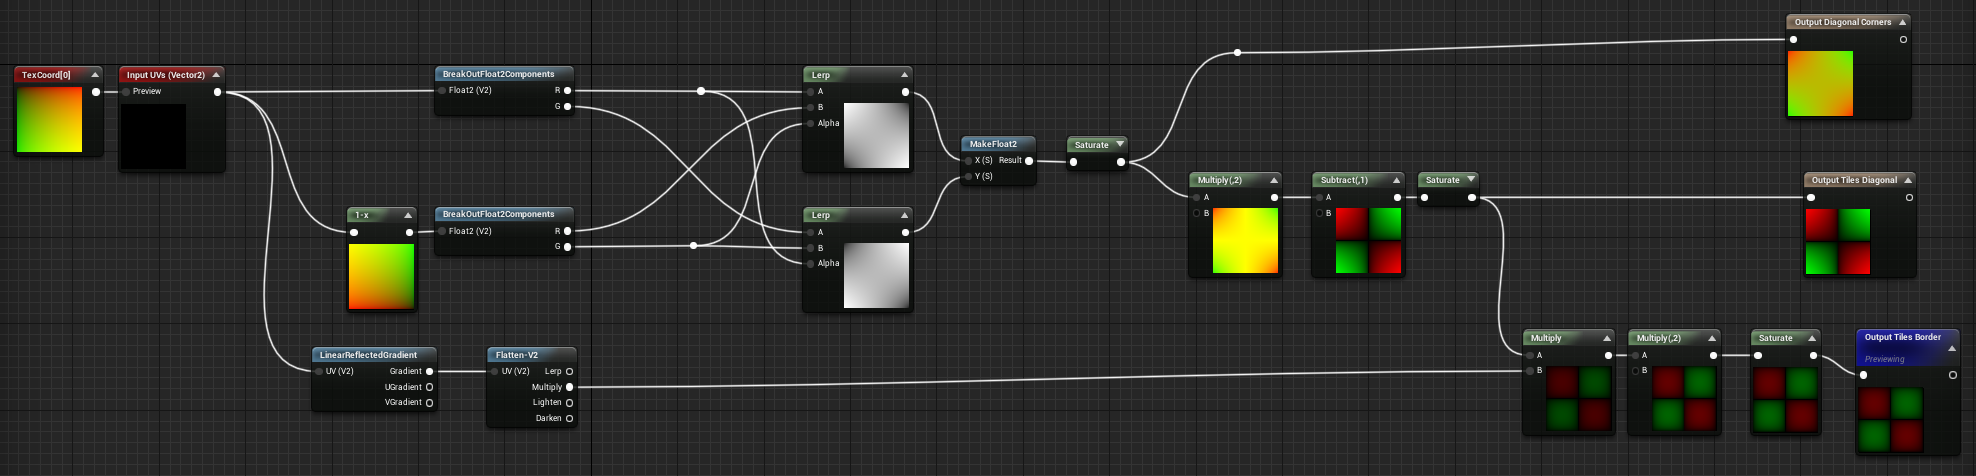 Output Diagonal Corners
TexCoord[0]
Input UVs (Vector2)
Preview
BreakOutFloat2Components
Float2 (V2) R
G
Lerp
A
B
Alpha
MakeFloat2
X (S) Result
Y (S)
Saturate
Multiply(,2)
A
B
Subtract(,1)
A
B
Saturate
Output Tiles Diagonal
1-x
BreakOutFloat2Components
Float2 (V2) R
G
Lerp
A
B
Alpha
LinearReflectedGradient
UV (V2) Gradient
UGradient
VGradient
Flatten-V2
UV (V2) Lerp
Multiply
Lighten
Darken
Multiply
A
B
Multiply(,2)
A
B
Saturate
Output Tiles Border
Previewing